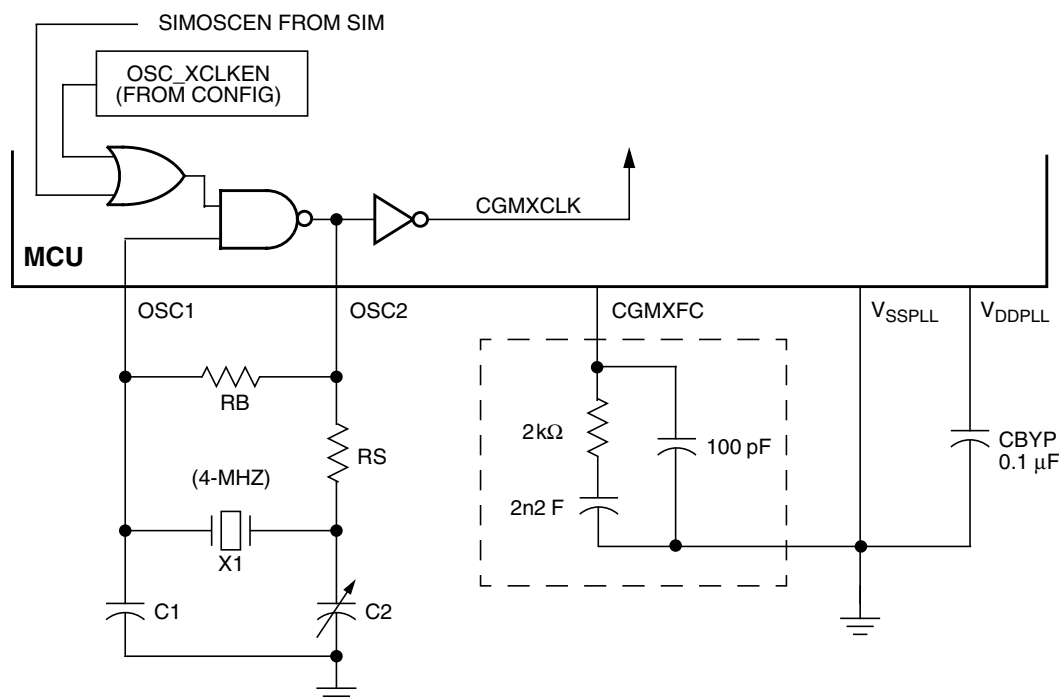 SIMOSCEN FROM SIM
OSC_XCLKEN
(FROM CONFIG)
CGMXCLK
MCU
OSC1
OSC2
CGMXFC
VSSPLL
VDDPLL
RB
2kΩ
100 pF
CBYP
0.1 µF
RS
(4-MHZ)
2n2 F
X1
C1
C2